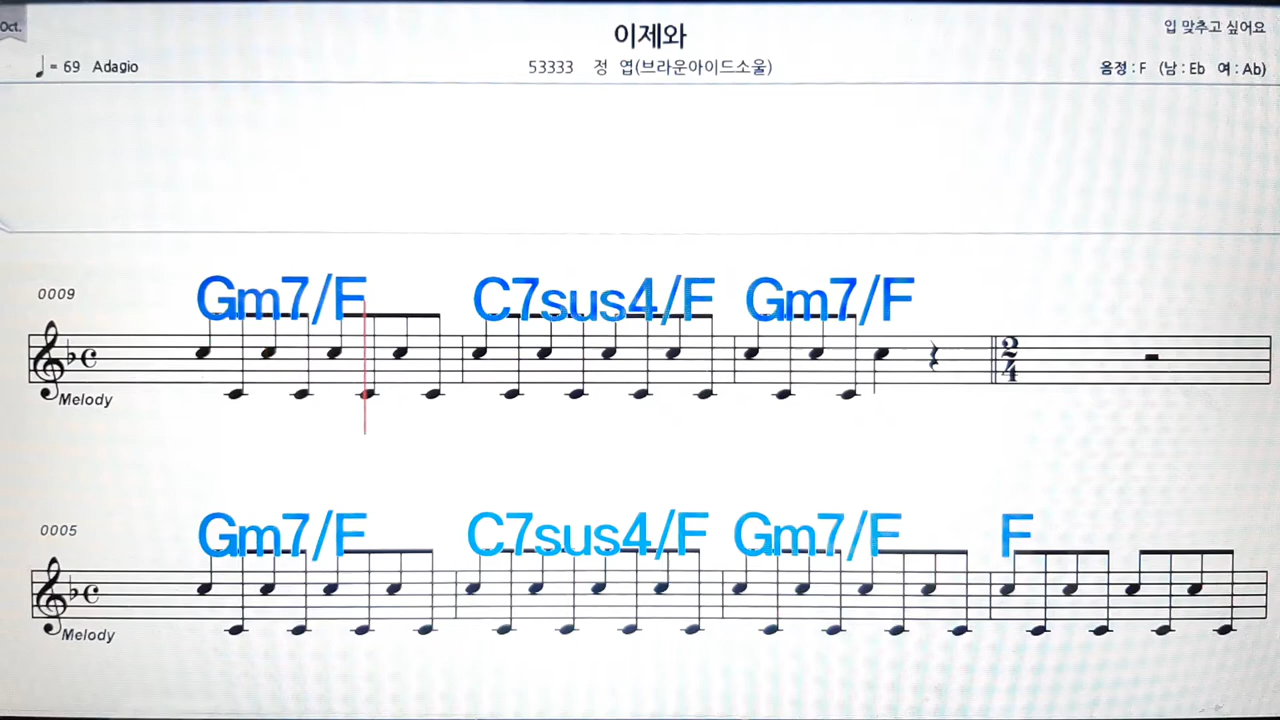 Oct.
이제와
입 맞추고 싶어요
♩ = 69 Adagio
53333 정 엽(브라운아이드소울)
음정 : F (남 : Eb 여 : Ab)
0009
Gm7/F C7sus4/F Gm7/F
2
4
Melody
0005
Gm7/F C7sus4/F Gm7/F F
Melody